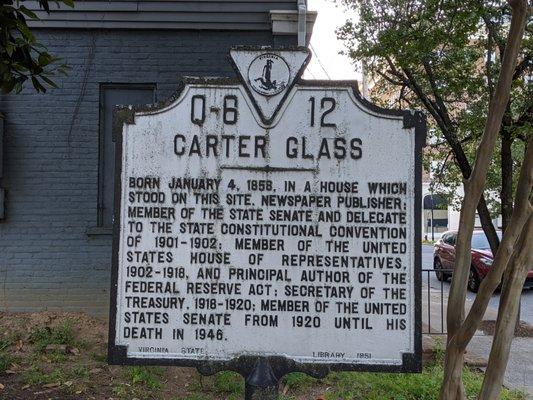 Q-6 12
CARTER GLASS
BORN JANUARY 4, 1858, IN A HOUSE WHICH
STOOD ON THIS SITE. NEWSPAPER PUBLISHER;
MEMBER OF THE STATE SENATE AND DELEGATE
TO THE STATE CONSTITUTIONAL CONVENTION
OF 1901-1902; MEMBER OF THE UNITED
STATES HOUSE OF REPRESENTATIVES,
1902-1918, AND PRINCIPAL AUTHOR OF THE
FEDERAL RESERVE ACT; SECRETARY OF THE
TREASURY, 1918-1920; MEMBER OF THE UNITED
STATES SENATE FROM 1920 UNTIL HIS
DEATH IN 1946.
VIRGINIA STATE LIBRARY 1951